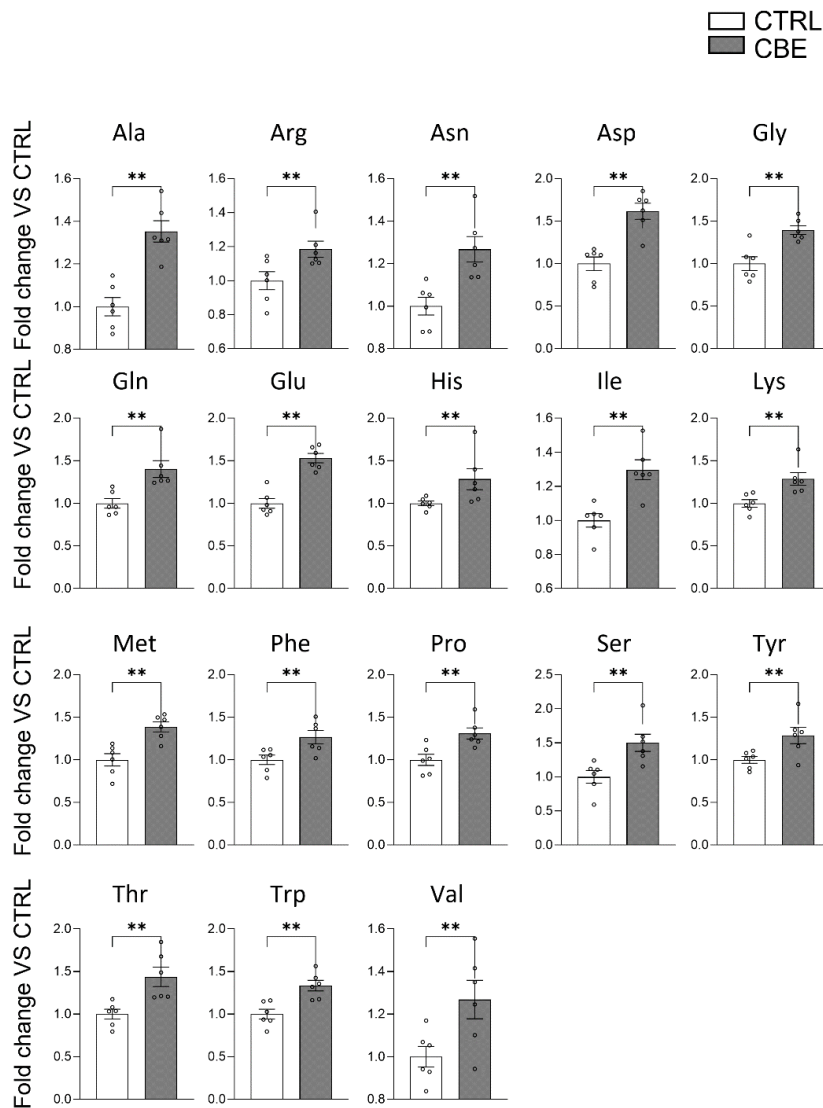 CTRL
CBE
Ala Arg Asn Asp Gly
Fold change VS CTRL
** ** ** ** **
1.6 1.6 1.6 2.0 2.0
1.4 1.4 1.4 1.5 1.5
1.2 1.2 1.2 1.0 1.0
1.0 1.0 1.0 0.5 0.5
0.8 0.8 0.8 0.0 0.0
0.6
Gln Glu His Ile Lys
Fold change VS CTRL
** ** ** ** **
2.0 2.0 2.0 1.6 2.0
1.5 1.5 1.5 1.4 1.5
1.0 1.0 1.0 1.2 1.0
0.5 0.5 0.5 1.0 0.5
0.0 0.0 0.0 0.8 0.0
0.6
Met Phe Pro Ser Tyr
Fold change VS CTRL
** ** ** ** **
2.0 2.0 2.0 2.5 2.0
1.5 1.5 1.5 2.0 1.5
1.0 1.0 1.0 1.5 1.0
0.5 0.5 0.5 1.0 0.5
0.0 0.0 0.0 0.5 0.0
0.0
Thr Trp Val
Fold change VS CTRL
** ** **
2.0 2.0 1.6
1.5 1.5 1.4
1.0 1.0 1.2
0.5 0.5 1.0
0.0 0.0 0.8